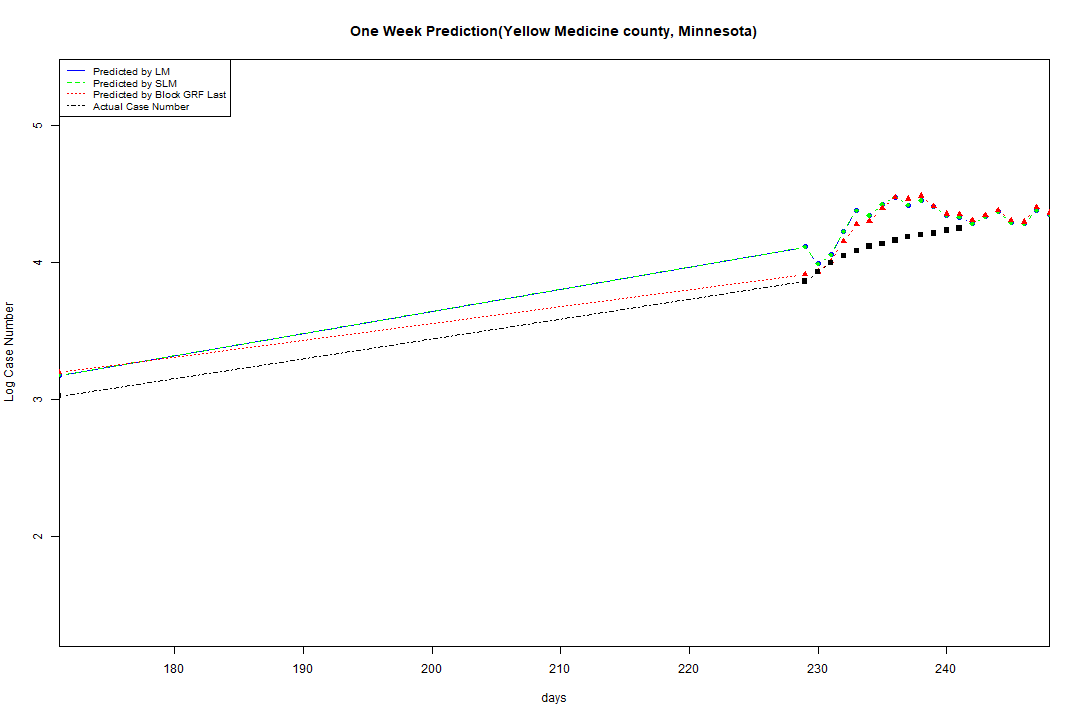 One Week Prediction(Yellow Medicine county, Minnesota)
Predicted by LM
Predicted by SLM
Predicted by Block GRF Last
Actual Case Number
5
4
3
2
Log Case Number
180 190 200 210 220 230 240
days